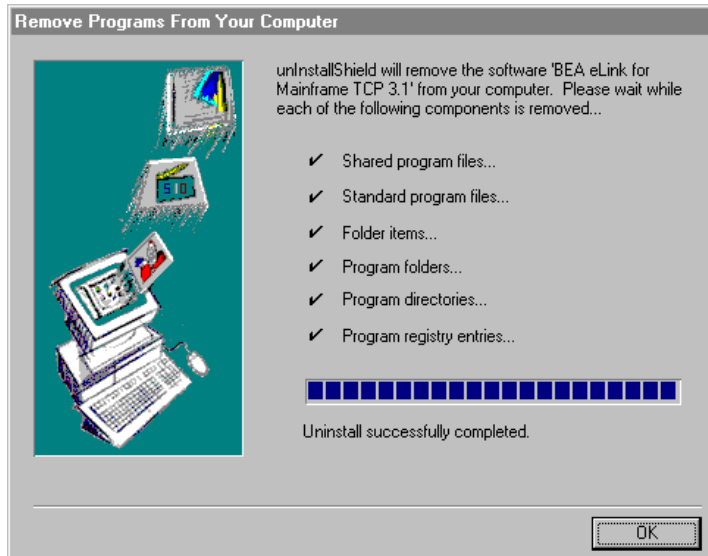 Remove Programs From Your Computer
unInstallShield will remove the software 'BEA eLink for
Mainframe TCP 3.1' from your computer. Please wait while
each of the following components is removed...
✔ Shared program files...
✔ Standard program files...
✔ Folder items...
✔ Program folders...
✔ Program directories...
✔ Program registry entries...
Uninstall successfully completed.
OK